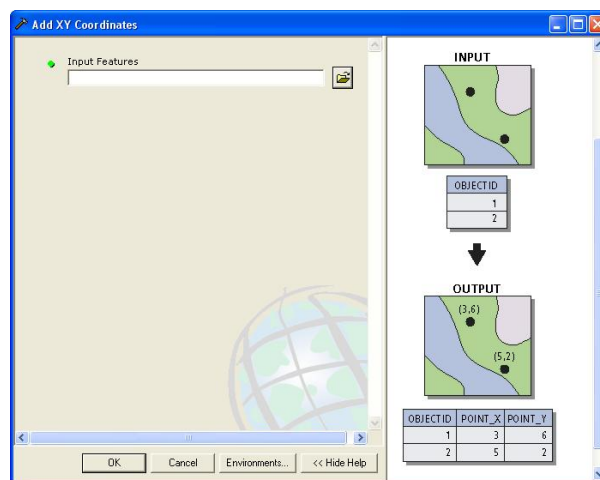 Add XY Coordinates
Input Features
OK
Cancel
Environments...
<< Hide Help
INPUT
OBJECTID
1
2
OUTPUT
(3,6)
(5,2)
OBJECTID POINT_X POINT_Y
1 3 6
2 5 2